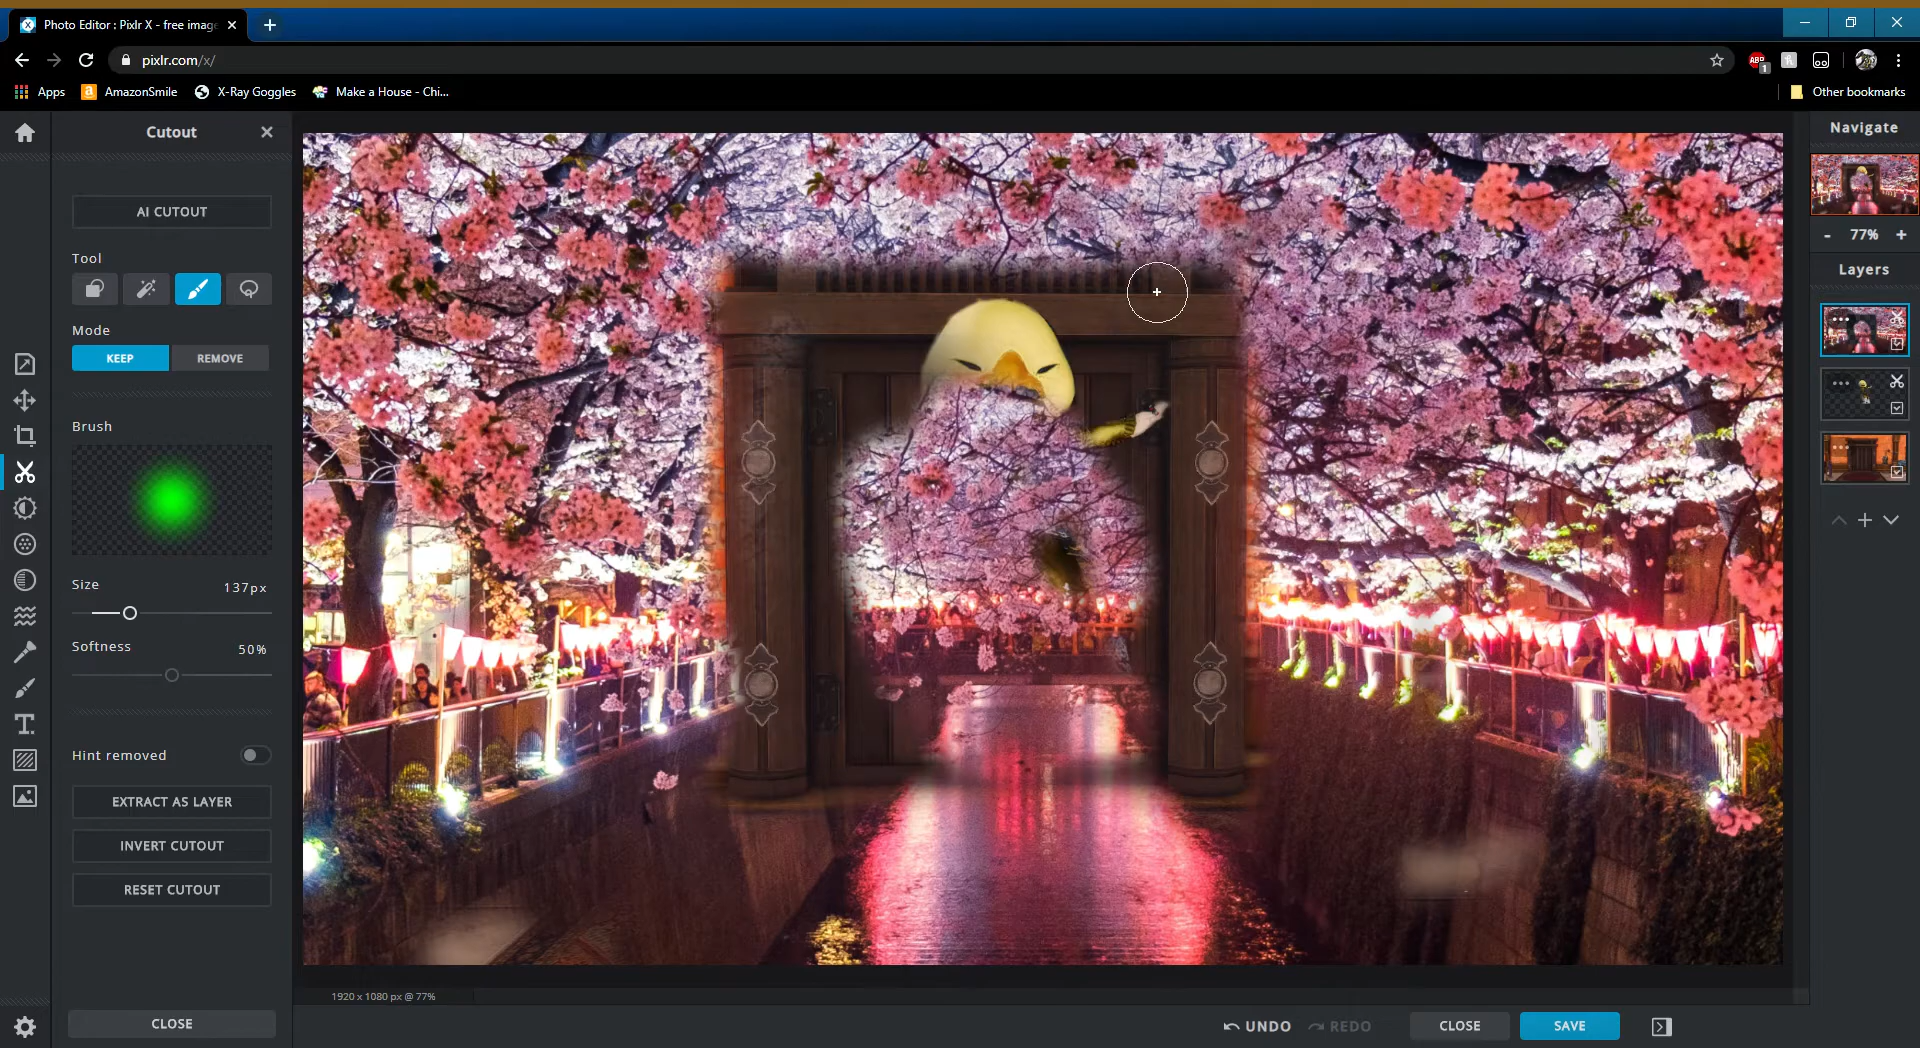 Photo Editor : Pixlr X - free image
pixlr.com/x/
ABP 1
Apps AmazonSmile X-Ray Goggles Make a House - Chi... Other bookmarks
Cutout
AI CUTOUT
Tool
Mode
KEEP REMOVE
Brush
Size 137px
Softness 50%
Hint removed
EXTRACT AS LAYER
INVERT CUTOUT
RESET CUTOUT
CLOSE
1920 x 1080 px @ 77%
UNDO REDO CLOSE SAVE
Navigate
- 77% +
Layers